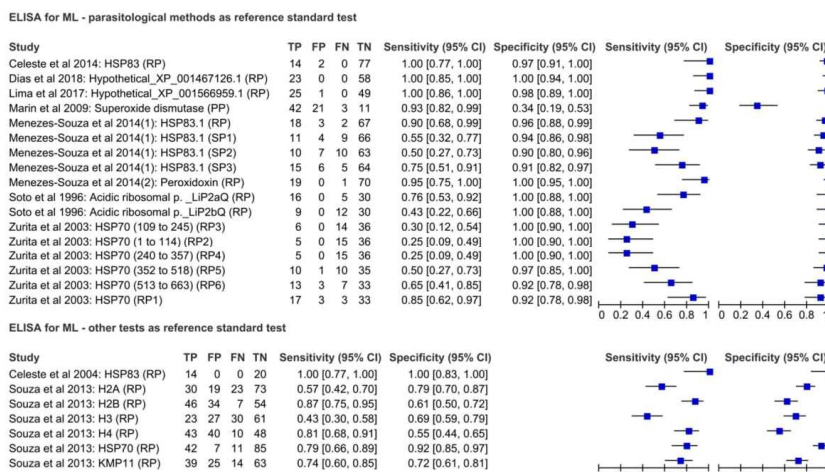 ELISA for ML - parasitological methods as reference standard test
Study TP FP FN TN Sensitivity (95% CI) Specificity (95% CI) Sensitivity (95% CI) Specificity (95% CI)
Celeste et al 2014: HSP83 (RP) 14 2 0 77 1.00 [0.77, 1.00] 0.97 [0.91, 1.00]
Dias et al 2018: Hypothetical_XP_001467126.1 (RP) 23 0 0 58 1.00 [0.85, 1.00] 1.00 [0.94, 1.00]
Lima et al 2017: Hypothetical_XP_001566959.1 (RP) 25 1 0 49 1.00 [0.86, 1.00] 0.98 [0.89, 1.00]
Marin et al 2009: Superoxide dismutase (PP) 42 21 3 11 0.93 [0.82, 0.99] 0.34 [0.19, 0.53]
Menezes-Souza et al 2014(1): HSP83.1 (RP) 18 3 2 67 0.90 [0.68, 0.99] 0.96 [0.88, 0.99]
Menezes-Souza et al 2014(1): HSP83.1 (SP1) 11 4 9 66 0.55 [0.32, 0.77] 0.94 [0.86, 0.98]
Menezes-Souza et al 2014(1): HSP83.1 (SP2) 10 7 10 63 0.50 [0.27, 0.73] 0.90 [0.80, 0.96]
Menezes-Souza et al 2014(1): HSP83.1 (SP3) 15 6 5 64 0.75 [0.51, 0.91] 0.91 [0.82, 0.97]
Menezes-Souza et al 2014(2): Peroxidoxin (RP) 19 0 1 70 0.95 [0.75, 1.00] 1.00 [0.95, 1.00]
Soto et al 1996: Acidic ribosomal p._LiP2aQ (RP) 16 0 5 30 0.76 [0.53, 0.92] 1.00 [0.88, 1.00]
Soto et al 1996: Acidic ribosomal p._LiP2bQ (RP) 9 0 12 30 0.43 [0.22, 0.66] 1.00 [0.88, 1.00]
Zurita et al 2003: HSP70 (109 to 245) (RP3) 6 0 14 36 0.30 [0.12, 0.54] 1.00 [0.90, 1.00]
Zurita et al 2003: HSP70 (1 to 114) (RP2) 5 0 15 36 0.25 [0.09, 0.49] 1.00 [0.90, 1.00]
Zurita et al 2003: HSP70 (240 to 357) (RP4) 5 0 15 36 0.25 [0.09, 0.49] 1.00 [0.90, 1.00]
Zurita et al 2003: HSP70 (352 to 518) (RP5) 10 1 10 35 0.50 [0.27, 0.73] 0.97 [0.85, 1.00]
Zurita et al 2003: HSP70 (513 to 663) (RP6) 13 3 7 33 0.65 [0.41, 0.85] 0.92 [0.78, 0.98]
Zurita et al 2003: HSP70 (RP1) 17 3 3 33 0.85 [0.62, 0.97] 0.92 [0.78, 0.98]
0 0.2 0.4 0.6 0.8 1 0 0.2 0.4 0.6 0.8
ELISA for ML - other tests as reference standard test
Study TP FP FN TN Sensitivity (95% CI) Specificity (95% CI) Sensitivity (95% CI) Specificity (95% CI)
Celeste et al 2004: HSP83 (RP) 14 0 0 20 1.00 [0.77, 1.00] 1.00 [0.83, 1.00]
Souza et al 2013: H2A (RP) 30 19 23 73 0.57 [0.42, 0.70] 0.79 [0.70, 0.87]
Souza et al 2013: H2B (RP) 46 34 7 54 0.87 [0.75, 0.95] 0.61 [0.50, 0.72]
Souza et al 2013: H3 (RP) 23 27 30 61 0.43 [0.30, 0.58] 0.69 [0.59, 0.79]
Souza et al 2013: H4 (RP) 43 40 10 48 0.81 [0.68, 0.91] 0.55 [0.44, 0.65]
Souza et al 2013: HSP70 (RP) 42 7 11 85 0.79 [0.66, 0.89] 0.92 [0.85, 0.97]
Souza et al 2013: KMP11 (RP) 39 25 14 63 0.74 [0.60, 0.85] 0.72 [0.61, 0.81]